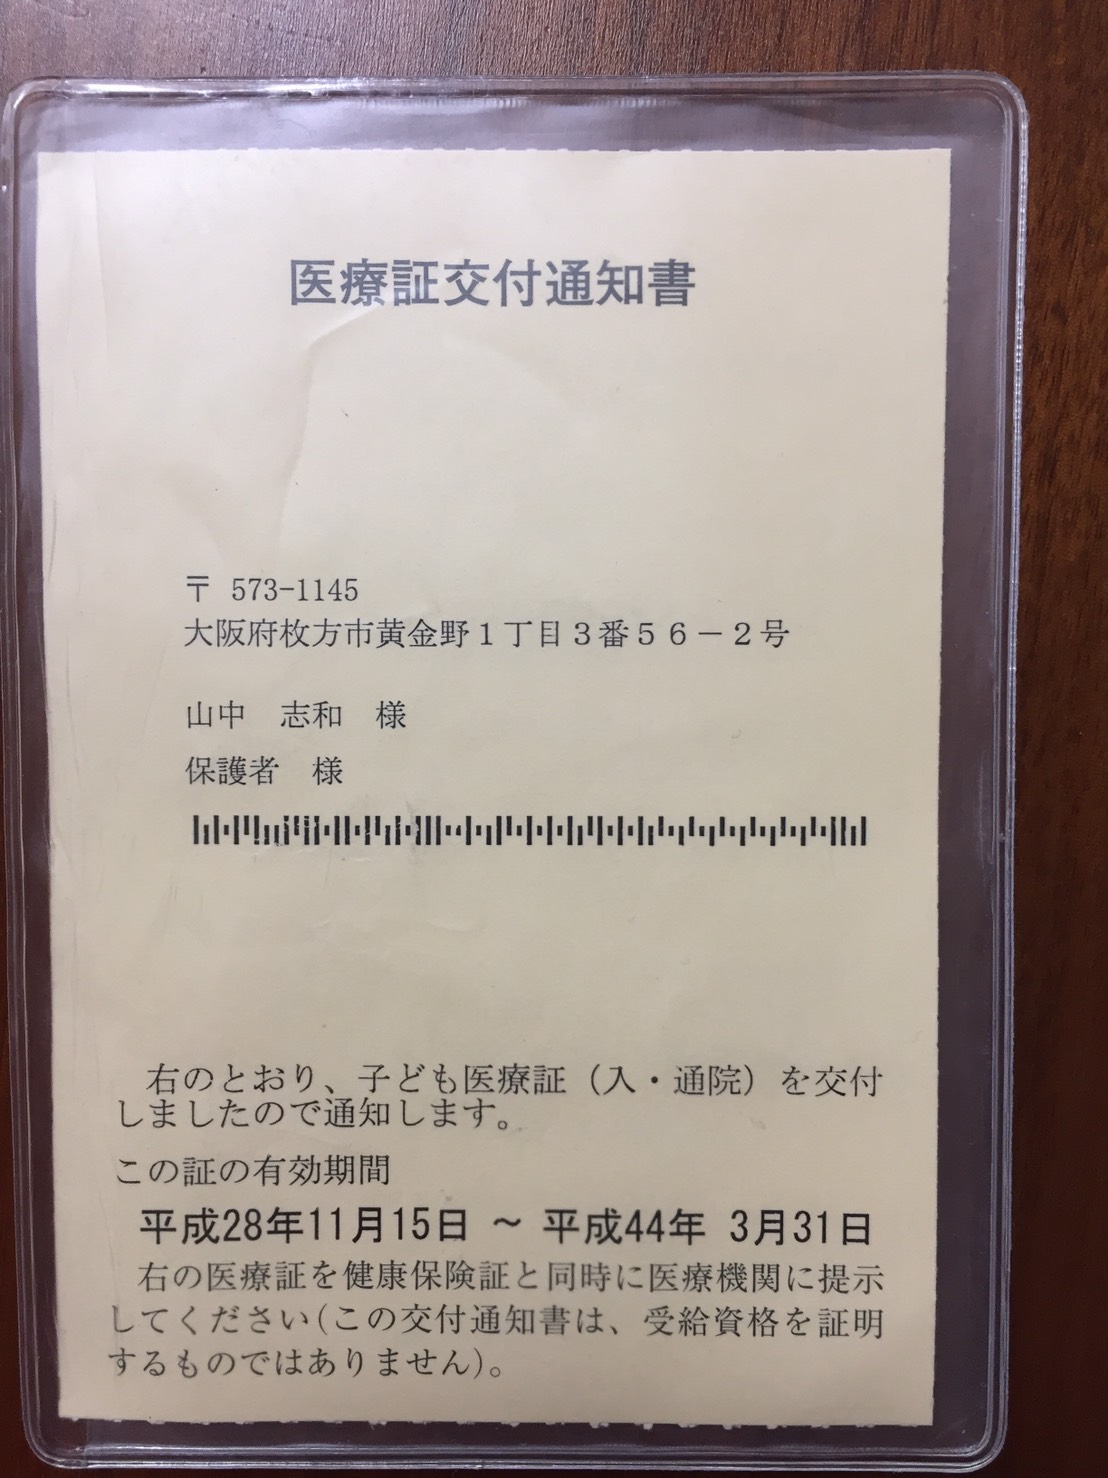 医療証交付通知書
〒 573-1145
大阪府枚方市黄金野１丁目３番５６－２号
山中　志和　様
保護者　様
右のとおり、子ども医療証（入・通院）を交付
しましたので通知します。
この証の有効期間
平成28年11月15日 ～ 平成44年 3月31日
右の医療証を健康保険証と同時に医療機関に提示
してください(この交付通知書は、受給資格を証明
するものではありません)。